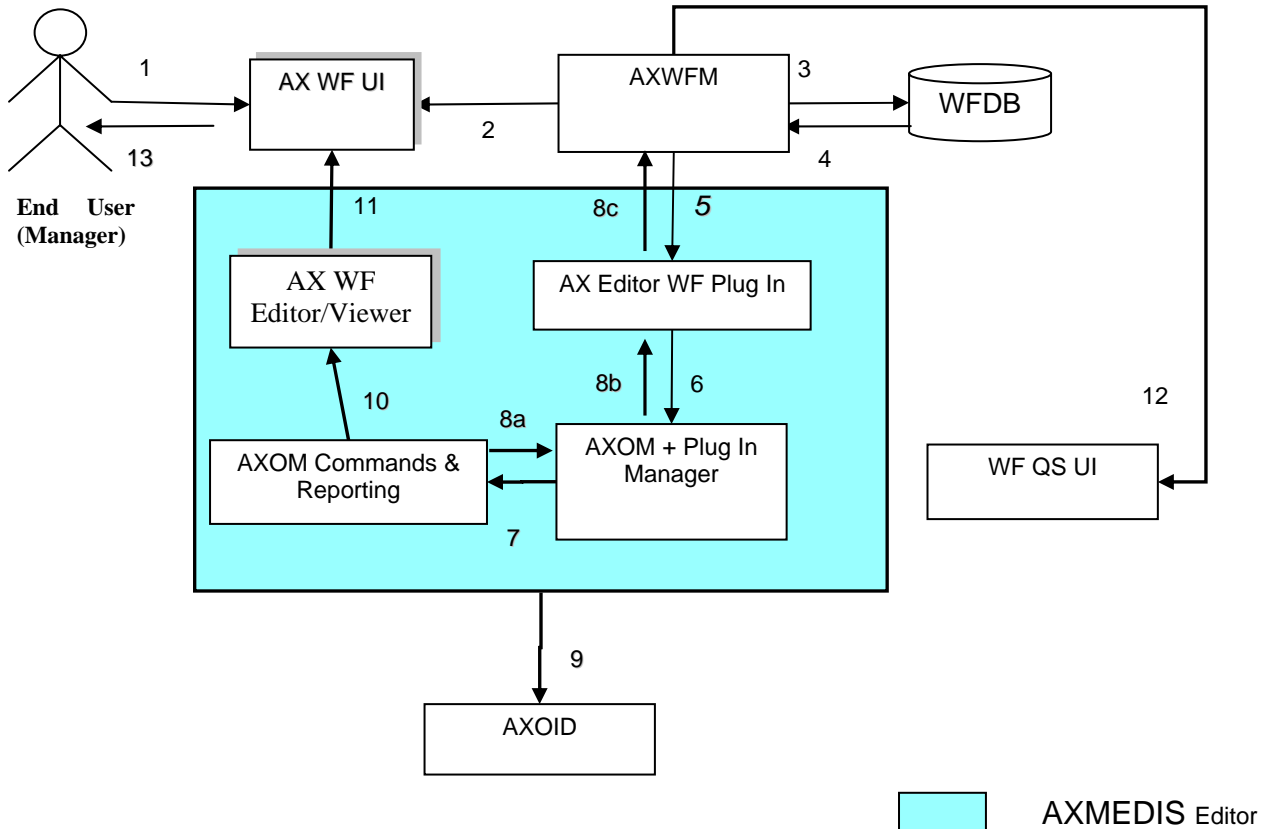 1
AX WF UI
AXWFM
3
WFDB
2
4
13
End User
(Manager)
11
8c
5
AX WF
Editor/Viewer
AX Editor WF Plug In
10
8b
6
12
8a
AXOM Commands &
Reporting
AXOM + Plug In
Manager
WF QS UI
7
9
AXOID
AXMEDIS Editor